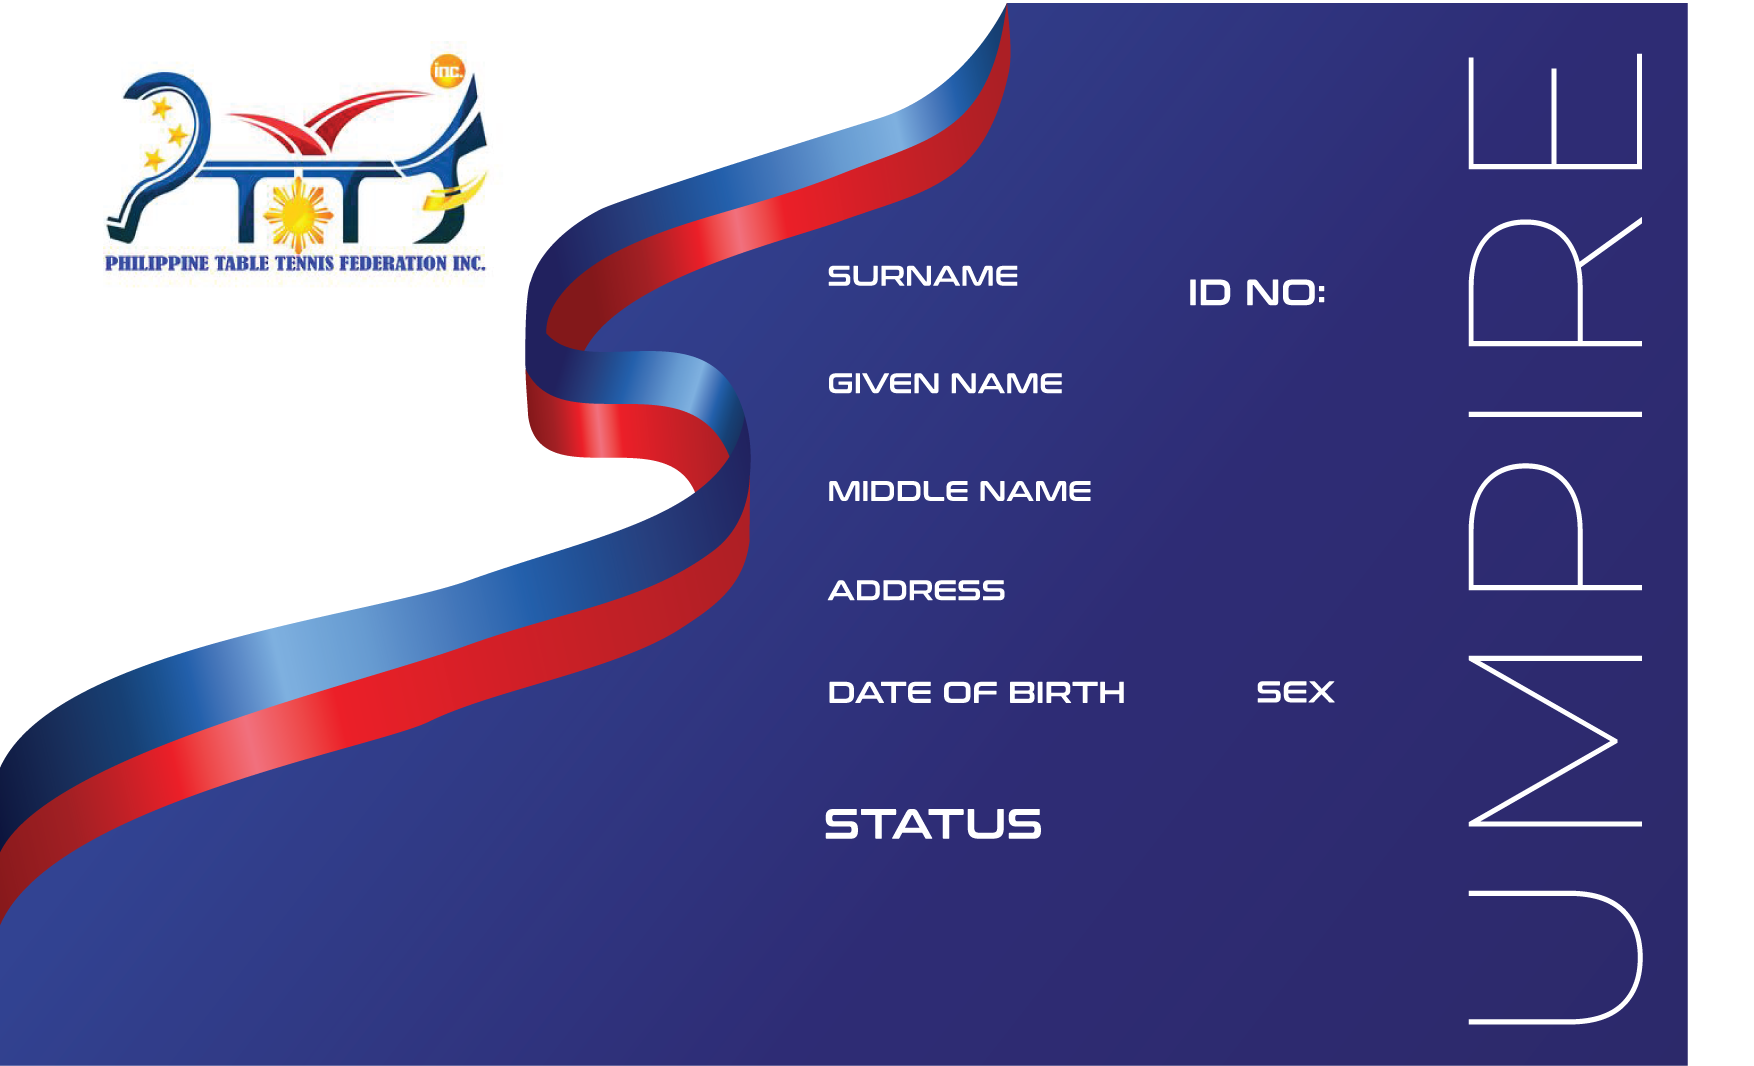 inc.
PTTF
PHILIPPINE TABLE TENNIS FEDERATION INC.
SURNAME
ID NO:
GIVEN NAME
MIDDLE NAME
ADDRESS
DATE OF BIRTH
SEX
STATUS
UMPIRE